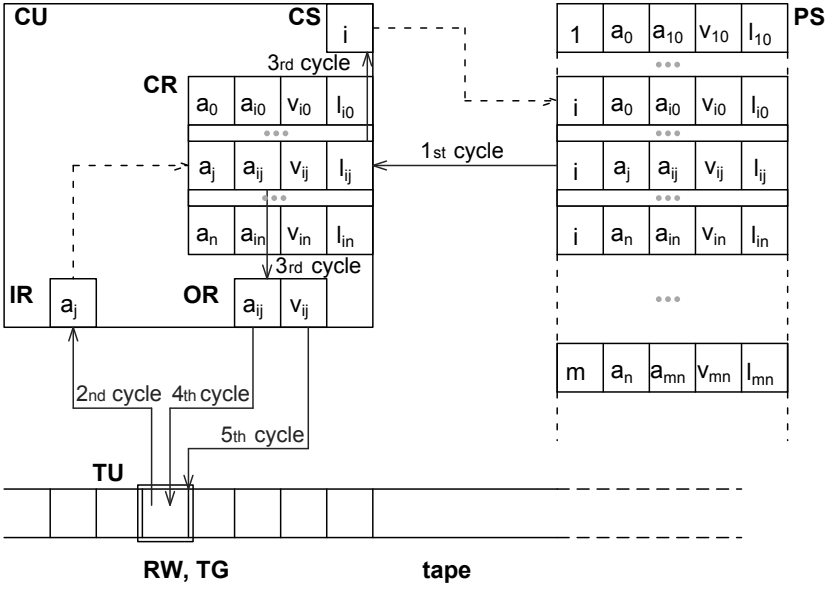 CU CS i PS
1 a₀ a₁₀ v₁₀ l₁₀
3rd cycle
CR
a₀ aᵢ₀ vᵢ₀ lᵢ₀
i a₀ aᵢ₀ vᵢ₀ lᵢ₀
1st cycle
aⱼ aᵢⱼ vᵢⱼ lᵢⱼ
i aⱼ aᵢⱼ vᵢⱼ lᵢⱼ
aₙ aᵢₙ vᵢₙ lᵢₙ
i aₙ aᵢₙ vᵢₙ lᵢₙ
3rd cycle
IR aⱼ OR aᵢⱼ vᵢⱼ
m aₙ aₘₙ vₘₙ lₘₙ
2nd cycle 4th cycle
5th cycle
TU
RW, TG tape